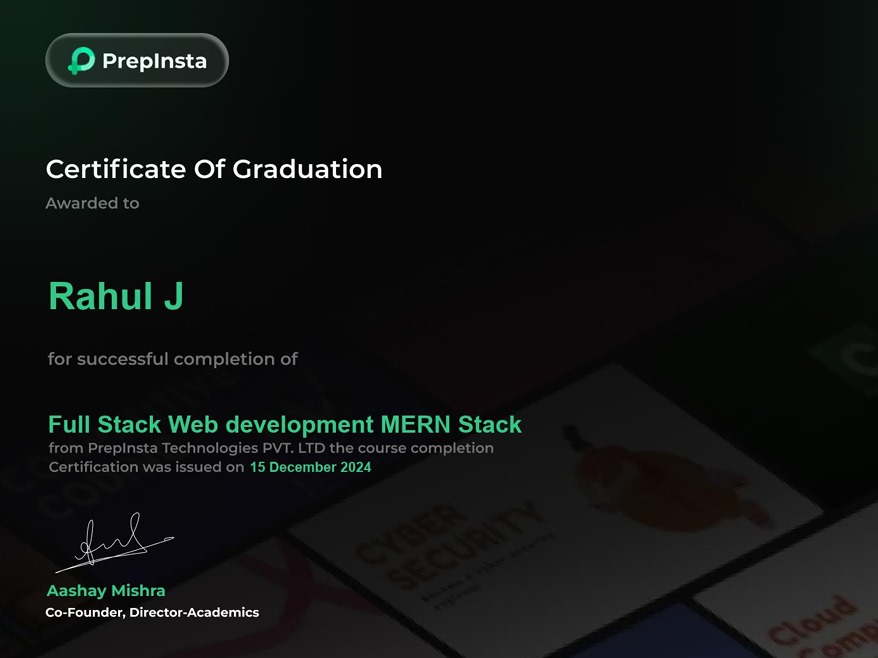 PrepInsta
Certificate Of Graduation
Awarded to
Rahul J
for successful completion of
Full Stack Web development MERN Stack
from PrepInsta Technologies PVT. LTD the course completion
Certification was issued on 15 December 2024
Aashay Mishra
Co-Founder, Director-Academics
CYBER
SECURITY
Cloud